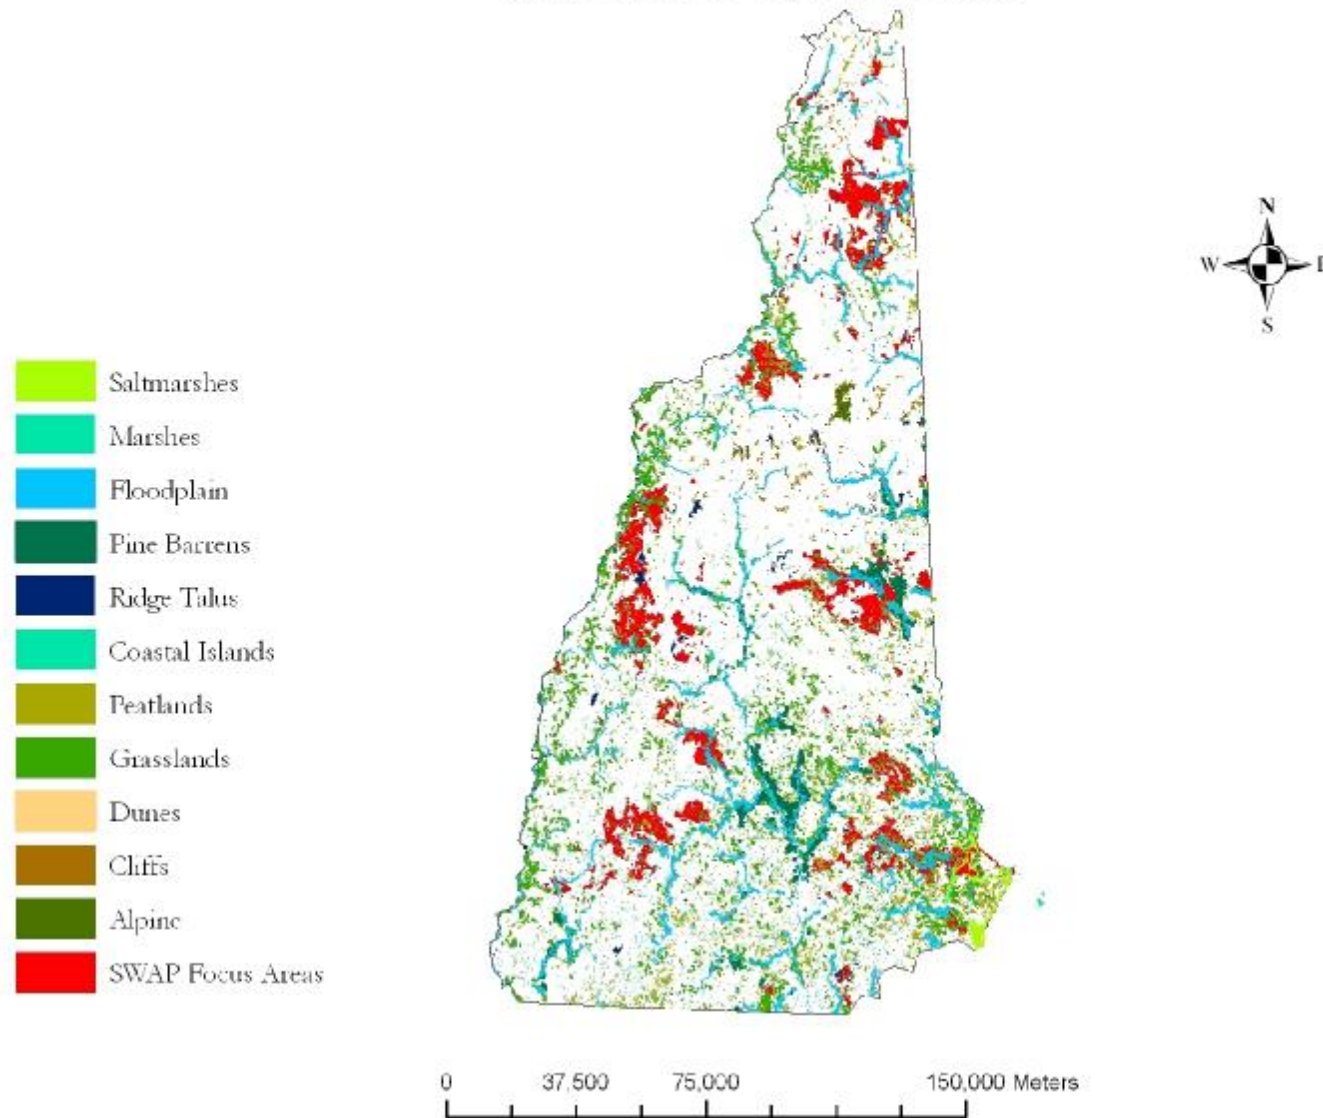 N
W
S
Saltmarshes
Marshes
Floodplain
Pine Barrens
Ridge Talus
Coastal Islands
Peatlands
Grasslands
Dunes
Cliffs
Alpine
SWAP Focus Areas
0 37,500 75,000 150,000 Meters